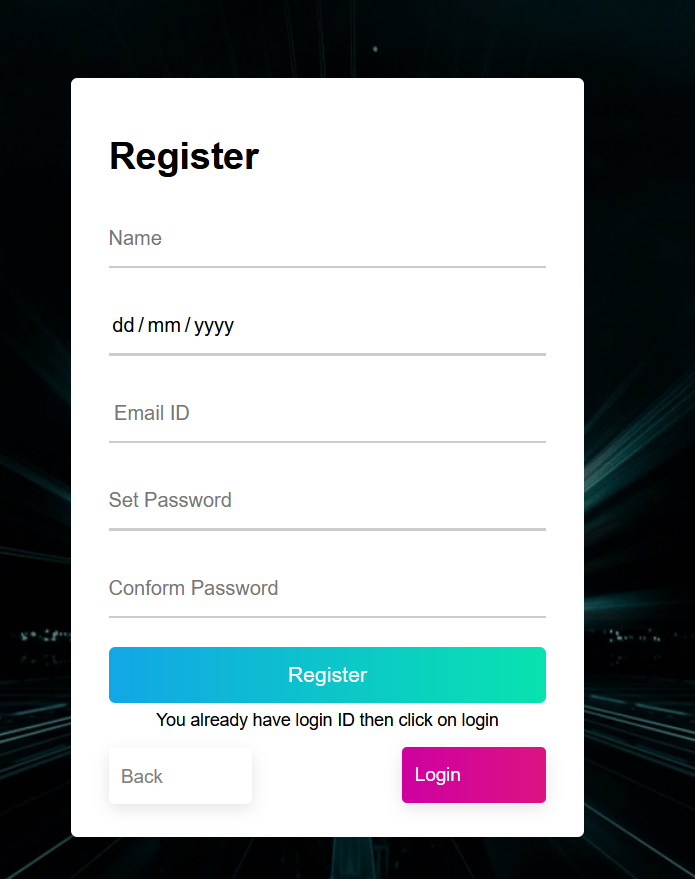 Register
Name
dd/mm/yyyy
Email ID
Set Password
Conform Password
Register
You already have login ID then click on login
Back
Login